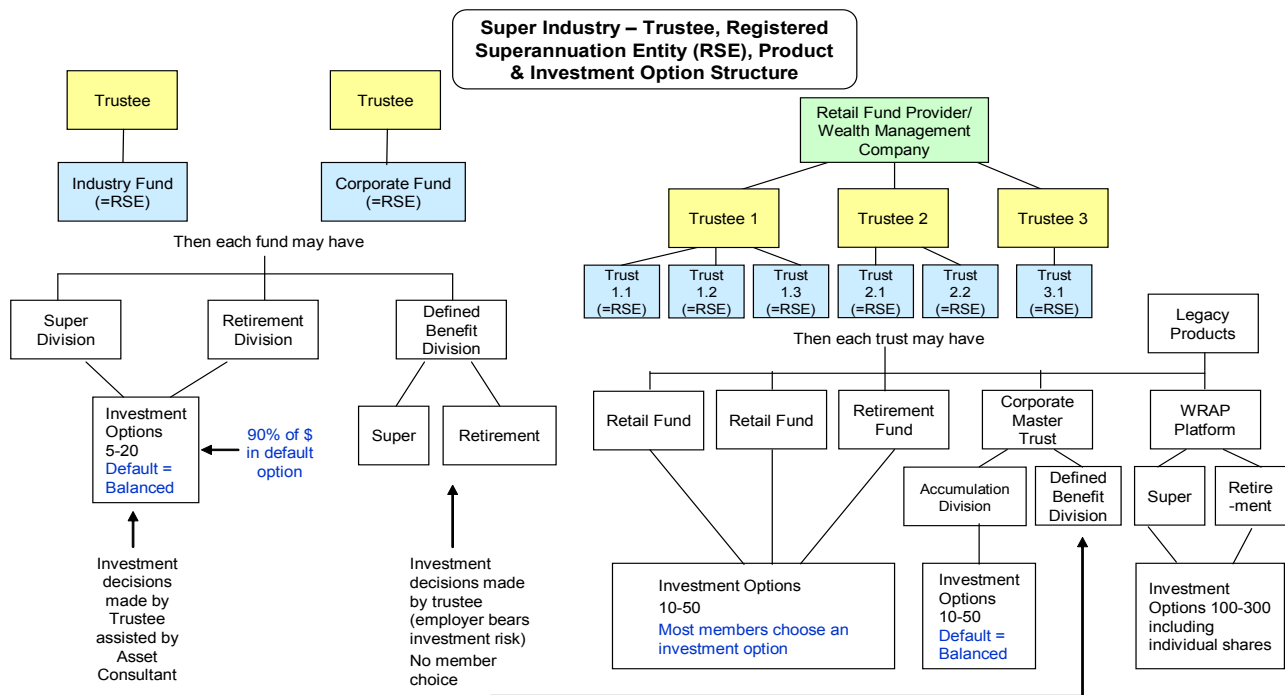 Super Industry – Trustee, Registered
Superannuation Entity (RSE), Product
& Investment Option Structure
Trustee
Trustee
Industry Fund
(=RSE)
Corporate Fund
(=RSE)
Then each fund may have
Super
Division
Retirement
Division
Defined
Benefit
Division
Investment
Options
5-20
Default =
Balanced
90% of $
in default
option
Super
Retirement
Investment
decisions
made by
Trustee
assisted by
Asset
Consultant
Investment
decisions made
by trustee
(employer bears
investment risk)
No member
choice
Retail Fund Provider/
Wealth Management
Company
Trustee 1
Trustee 2
Trustee 3
Trust
1.1
(=RSE)
Trust
1.2
(=RSE)
Trust
1.3
(=RSE)
Trust
2.1
(=RSE)
Trust
2.2
(=RSE)
Trust
3.1
(=RSE)
Then each trust may have
Legacy
Products
Retail Fund
Retail Fund
Retirement
Fund
Corporate
Master
Trust
WRAP
Platform
Accumulation
Division
Defined
Benefit
Division
Super
Retire
-ment
Investment Options
10-50
Most members choose an
investment option
Investment
Options
10-50
Default =
Balanced
Investment
Options 100-300
including
individual shares